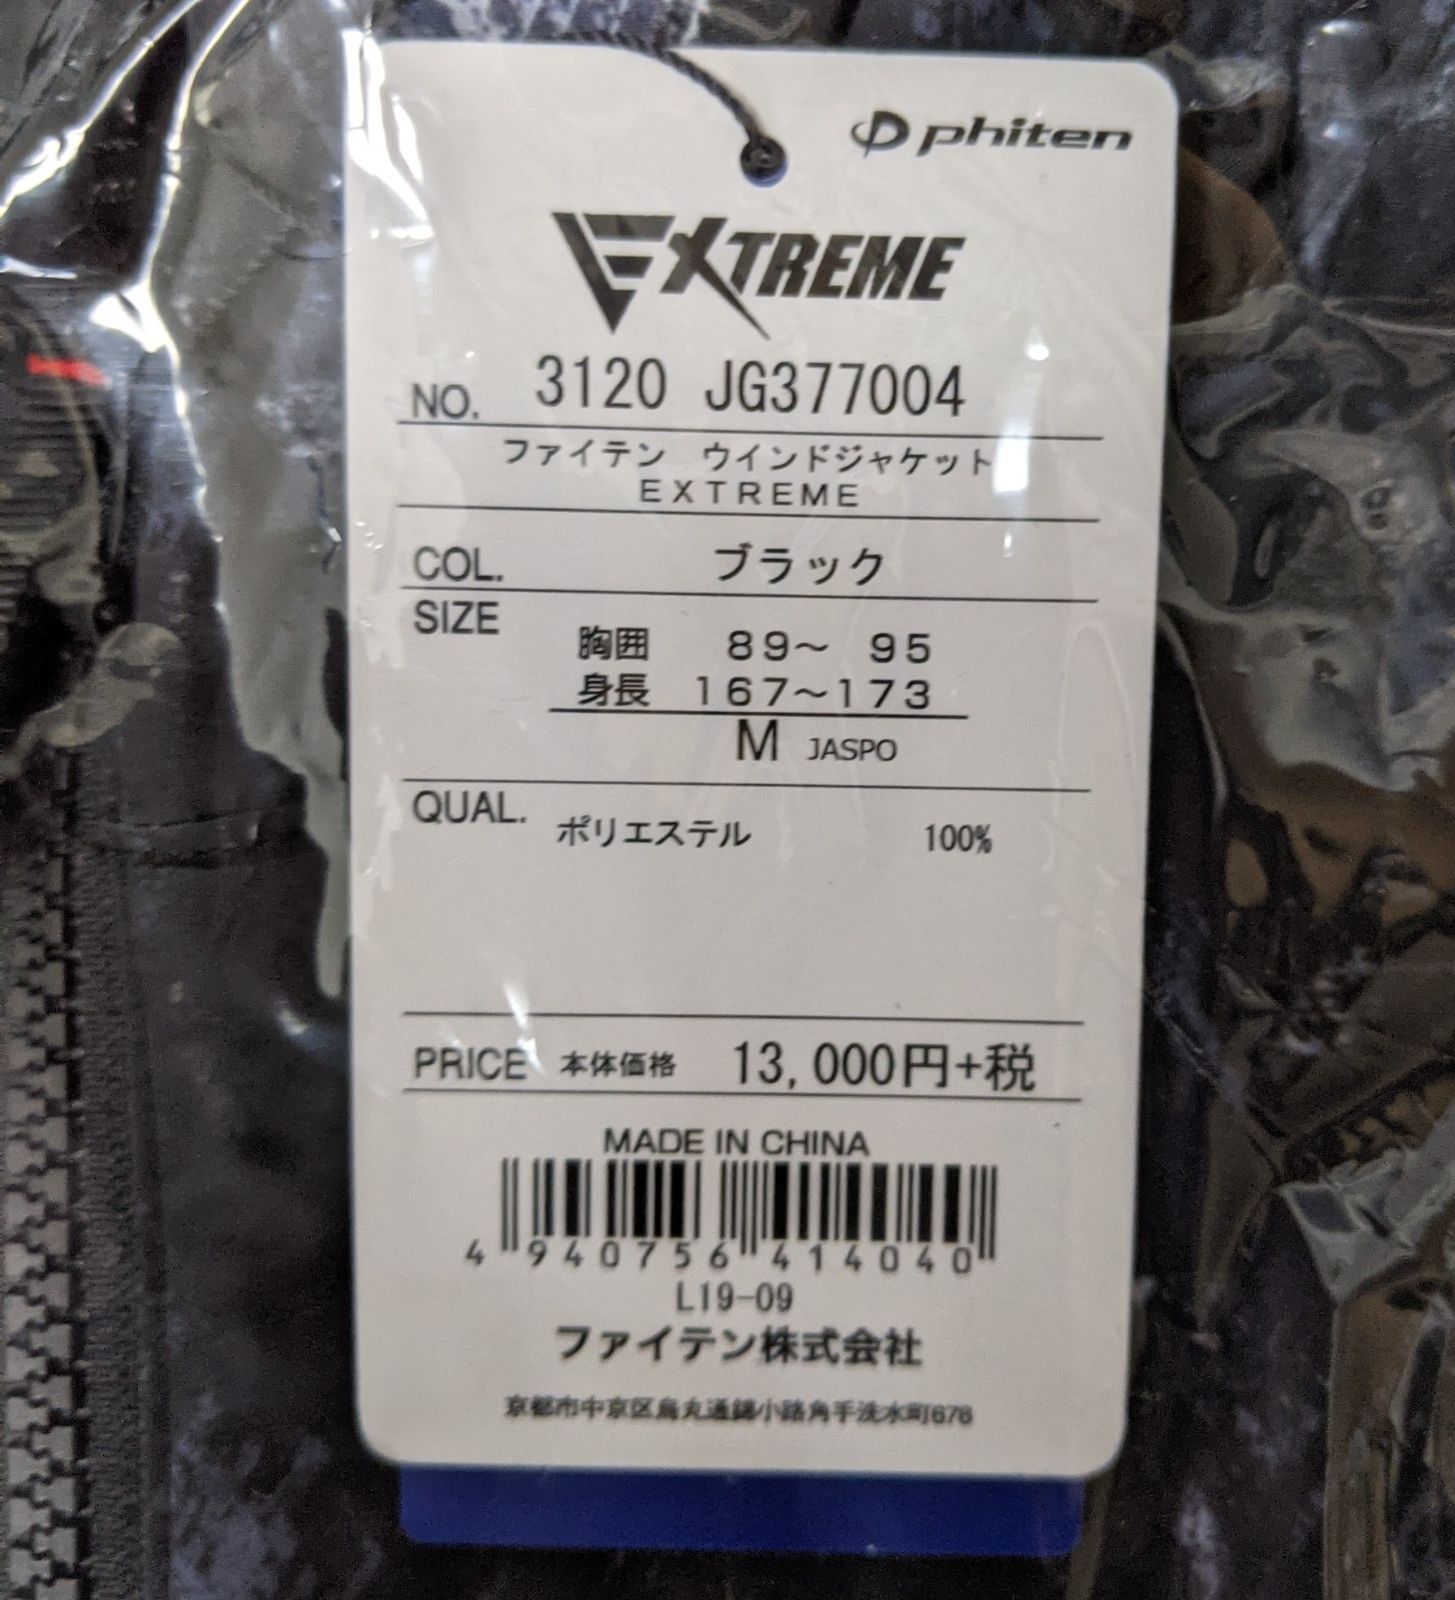 phiten
EXTREME
NO. 3120 JG377004
ファイテン ウインドジャケット
EXTREME
COL. ブラック
SIZE
胸囲 89～ 95
身長 167～173
M JASPO
QUAL. ポリエステル 100%
PRICE 本体価格 13,000円+税
MADE IN CHINA
4 940756 414040
L19-09
ファイテン株式会社
京都市中京区烏丸通錦小路角手洗水町678